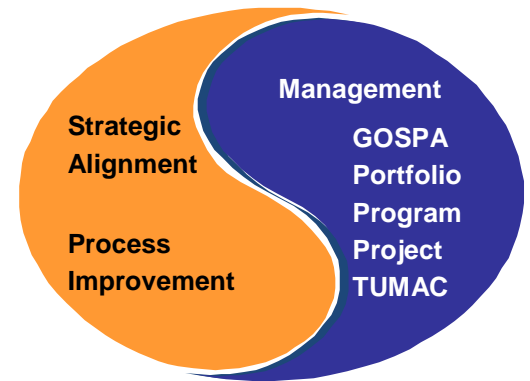 Strategic
Alignment
Process
Improvement
Management
GOSPA
Portfolio
Program
Project
TUMAC